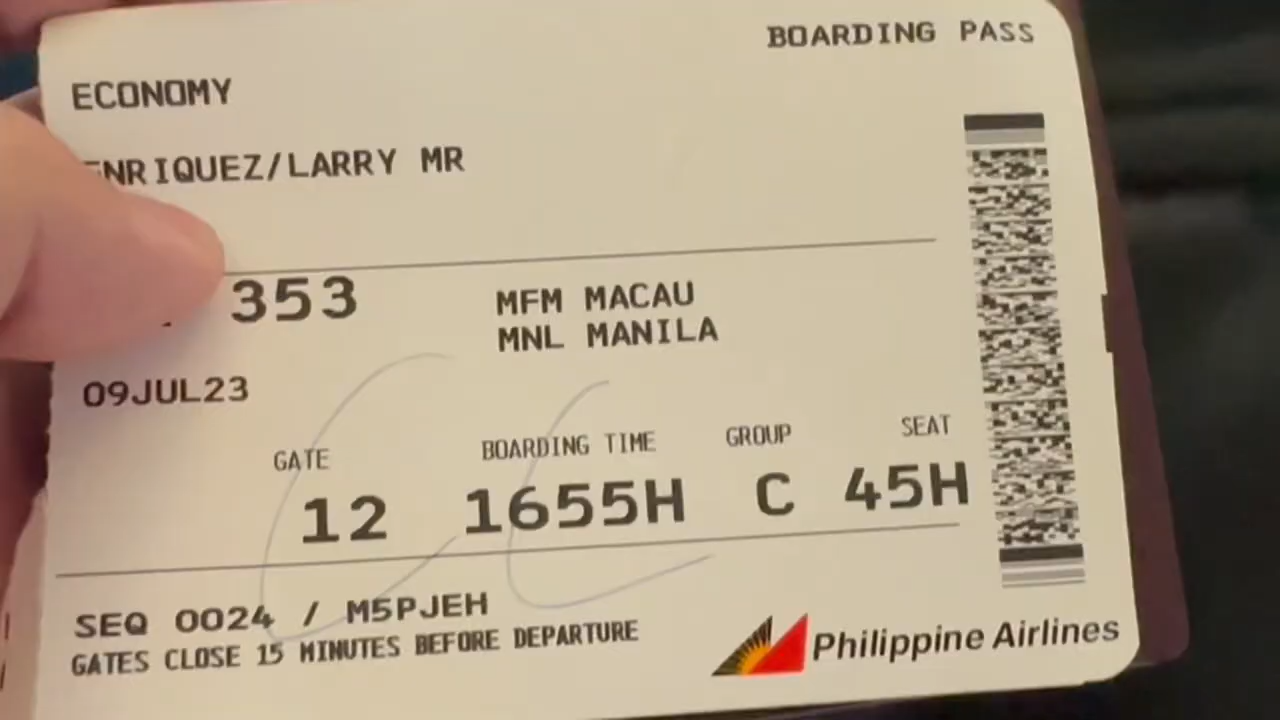 BOARDING PASS
ECONOMY
ENRIQUEZ/LARRY MR
353
MFM MACAU
MNL MANILA
09JUL23
GATE BOARDING TIME GROUP SEAT
12 1655H C 45H
SEQ 0024 / M5PJEH
GATES CLOSE 15 MINUTES BEFORE DEPARTURE
Philippine Airlines